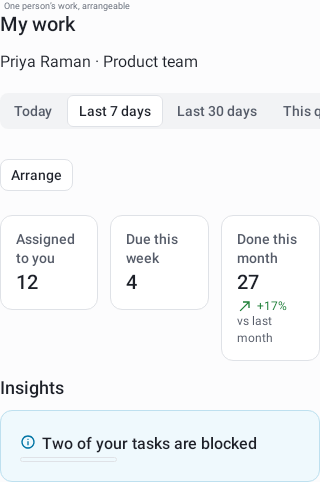 One person's work, arrangeable
My work
Priya Raman · Product team
Today Last 7 days Last 30 days This q
Arrange
Assigned to you
12
Due this week
4
Done this month
27
+17%
vs last month
Insights
Two of your tasks are blocked